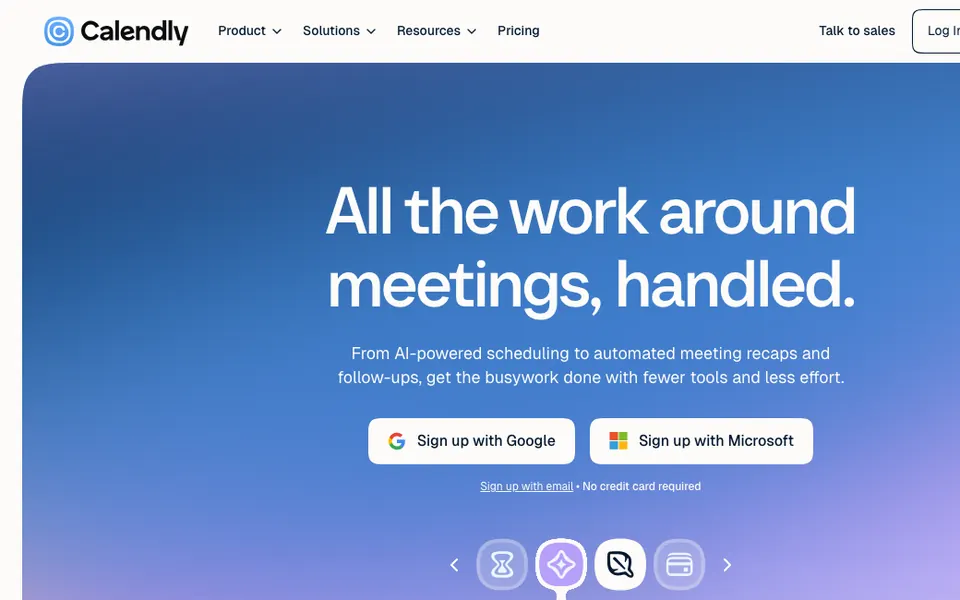 Calendly
Product
Solutions
Resources
Pricing
Talk to sales
Log In
All the work around
meetings, handled.
From AI-powered scheduling to automated meeting recaps and
follow-ups, get the busywork done with fewer tools and less effort.
Sign up with Google
Sign up with Microsoft
Sign up with email • No credit card required